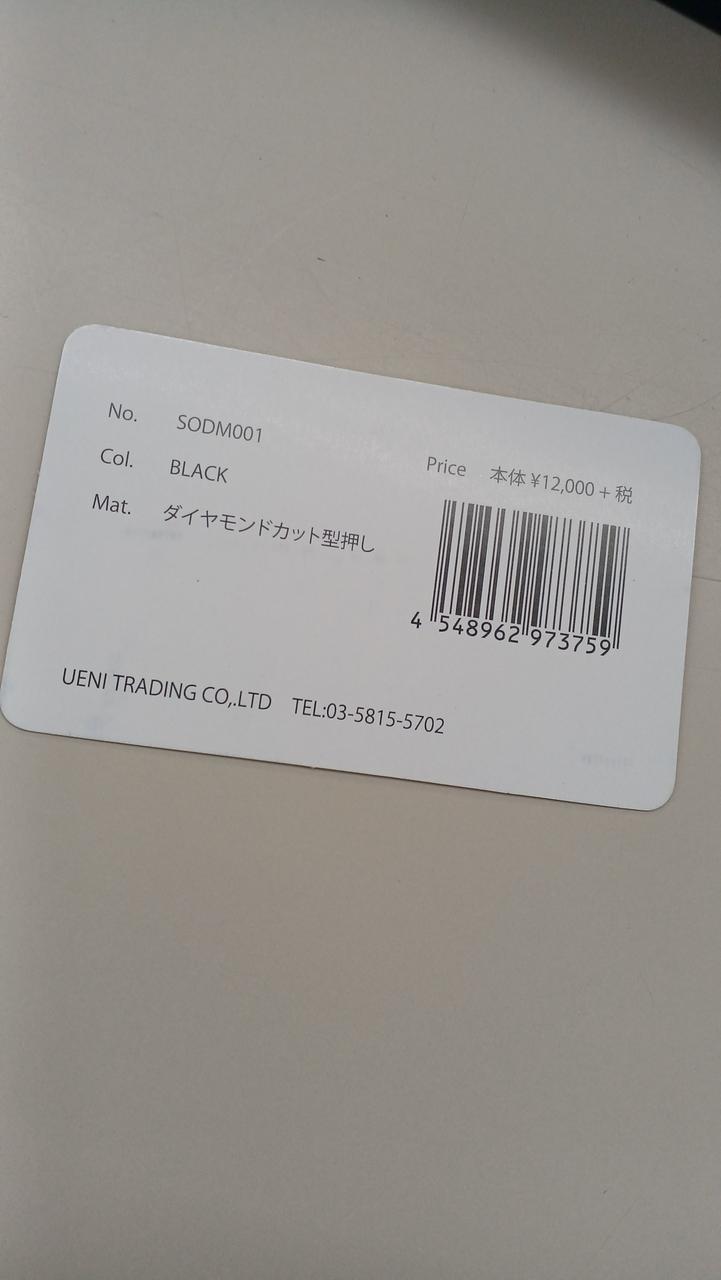 No. SODM001
Col. BLACK
Mat. ダイヤモンドカット型押し
Price 本体 ¥12,000 + 税
4 548962 973759
UENI TRADING CO,.LTD TEL:03-5815-5702